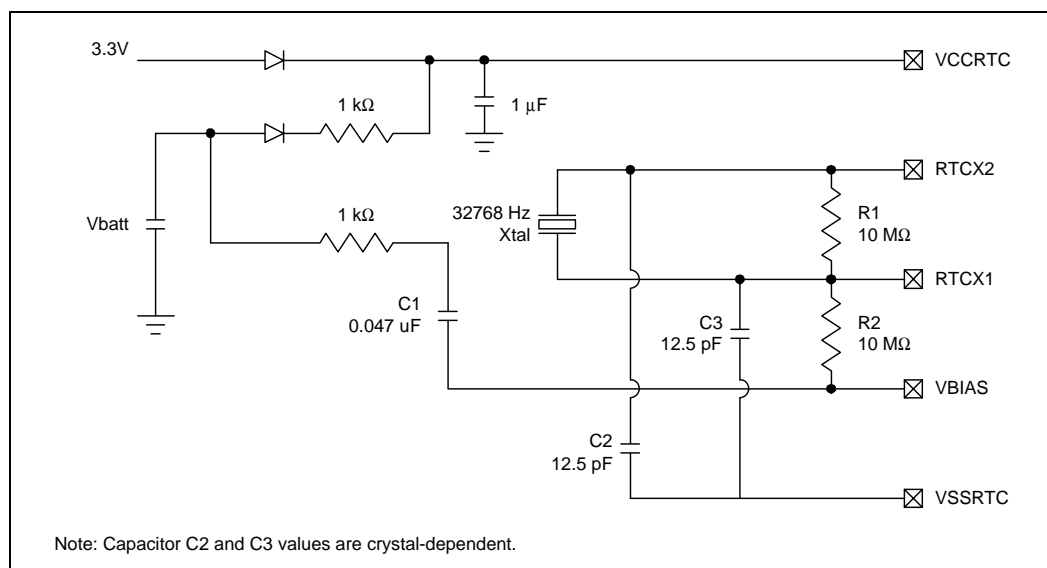 3.3V
VCCRTC
1 kΩ
1 μF
Vbatt
1 kΩ
32768 Hz
Xtal
RTCX2
R1
10 MΩ
RTCX1
C1
0.047 uF
C3
12.5 pF
R2
10 MΩ
VBIAS
C2
12.5 pF
VSSRTC
Note: Capacitor C2 and C3 values are crystal-dependent.